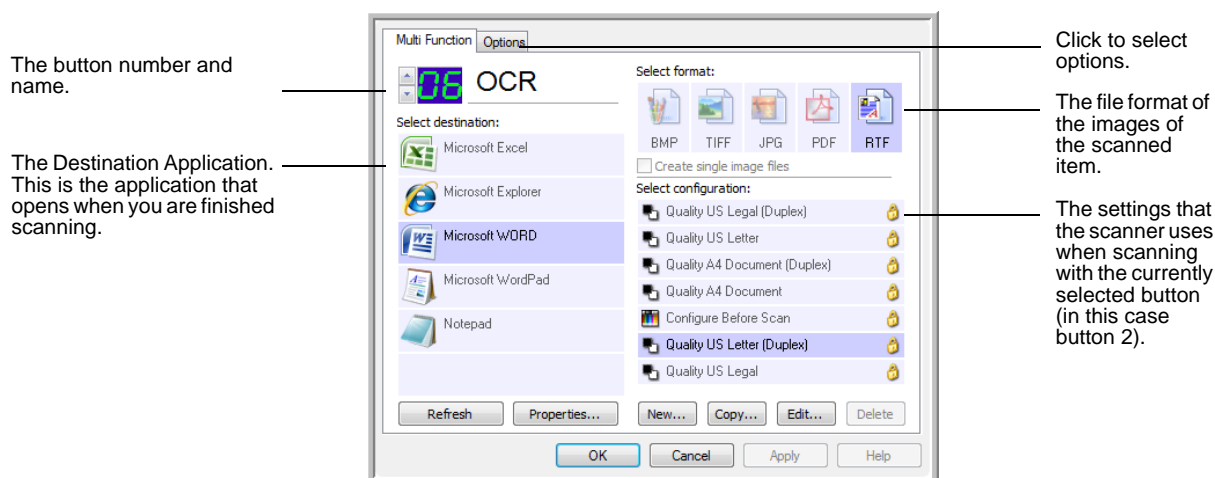 The button number and
name.
The Destination Application.
This is the application that
opens when you are finished
scanning.
Multi Function
Options
06
OCR
Select destination:
Microsoft Excel
Microsoft Explorer
Microsoft WORD
Microsoft WordPad
Notepad
Refresh
Properties...
Select format:
BMP TIFF JPG PDF RTF
Create single image files
Select configuration:
Quality US Legal (Duplex)
Quality US Letter
Quality A4 Document (Duplex)
Quality A4 Document
Configure Before Scan
Quality US Letter (Duplex)
Quality US Legal
New... Copy... Edit... Delete
OK Cancel Apply Help
Click to select
options.
The file format of
the images of
the scanned
item.
The settings that
the scanner uses
when scanning
with the currently
selected button
(in this case
button 2).